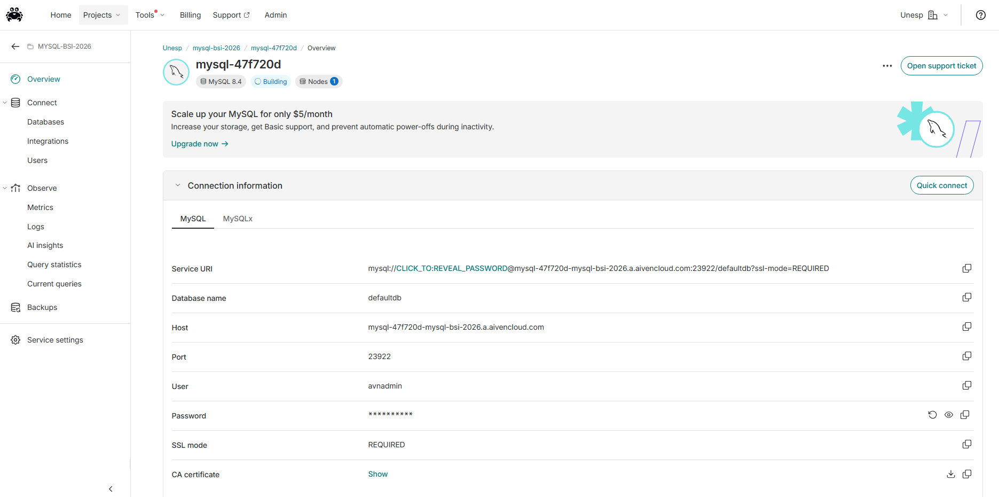 Home Projects Tools Billing Support Admin Unesp
MYSQL-BSI-2026
Overview
Connect
Databases
Integrations
Users
Observe
Metrics
Logs
AI insights
Query statistics
Current queries
Backups
Service settings
Unesp / mysql-bsi-2026 / mysql-47f720d / Overview
mysql-47f720d
MySQL 8.4 Building Nodes 1
Open support ticket
Scale up your MySQL for only $5/month
Increase your storage, get Basic support, and prevent automatic power-offs during inactivity.
Upgrade now →
Connection information
Quick connect
MySQL MySQLx
Service URI mysql://CLICK_TO:REVEAL_PASSWORD@mysql-47f720d-mysql-bsi-2026.a.aivencloud.com:23922/defaultdb?ssl-mode=REQUIRED
Database name defaultdb
Host mysql-47f720d-mysql-bsi-2026.a.aivencloud.com
Port 23922
User avnadmin
Password **********
SSL mode REQUIRED
CA certificate Show